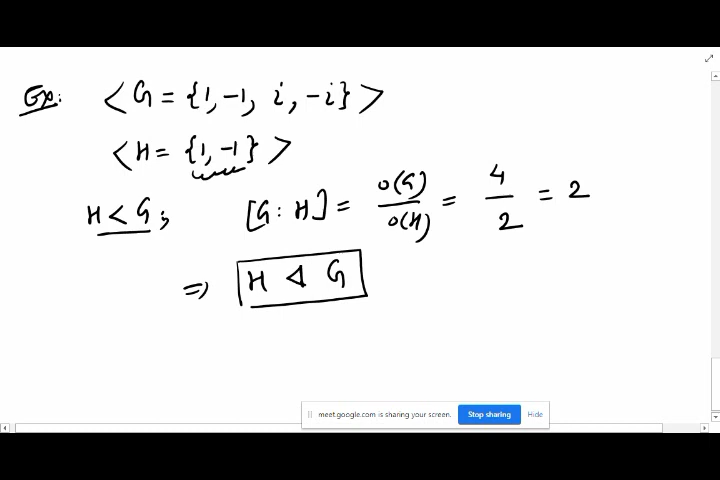 Ex: < G = {1, -1, i, -i} >
< H = {1, -1} >
H < G ; [G : H] = o(G)/o(H) = 4/2 = 2
⇒ H ⊲ G
meet.google.com is sharing your screen. Stop sharing Hide